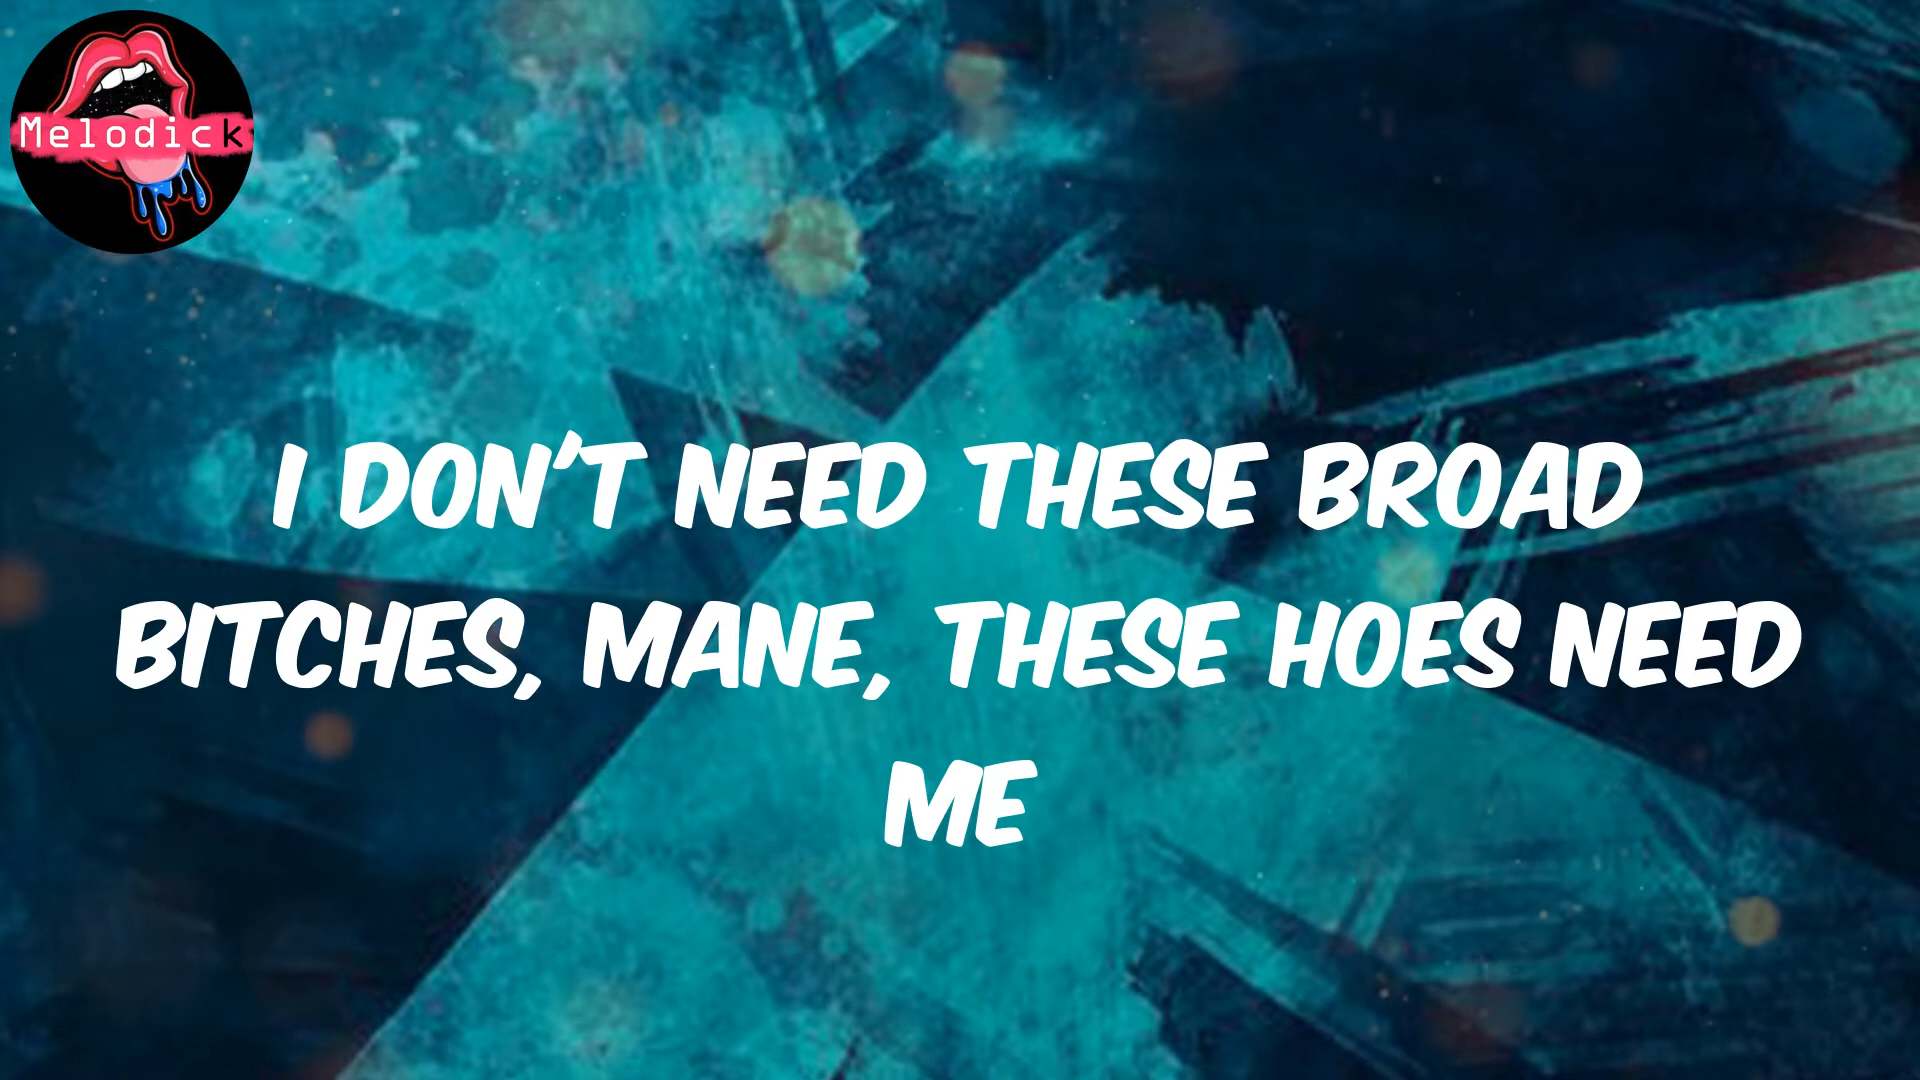 Melodick
I DON'T NEED THESE BROAD
BITCHES, MANE, THESE HOES NEED
ME